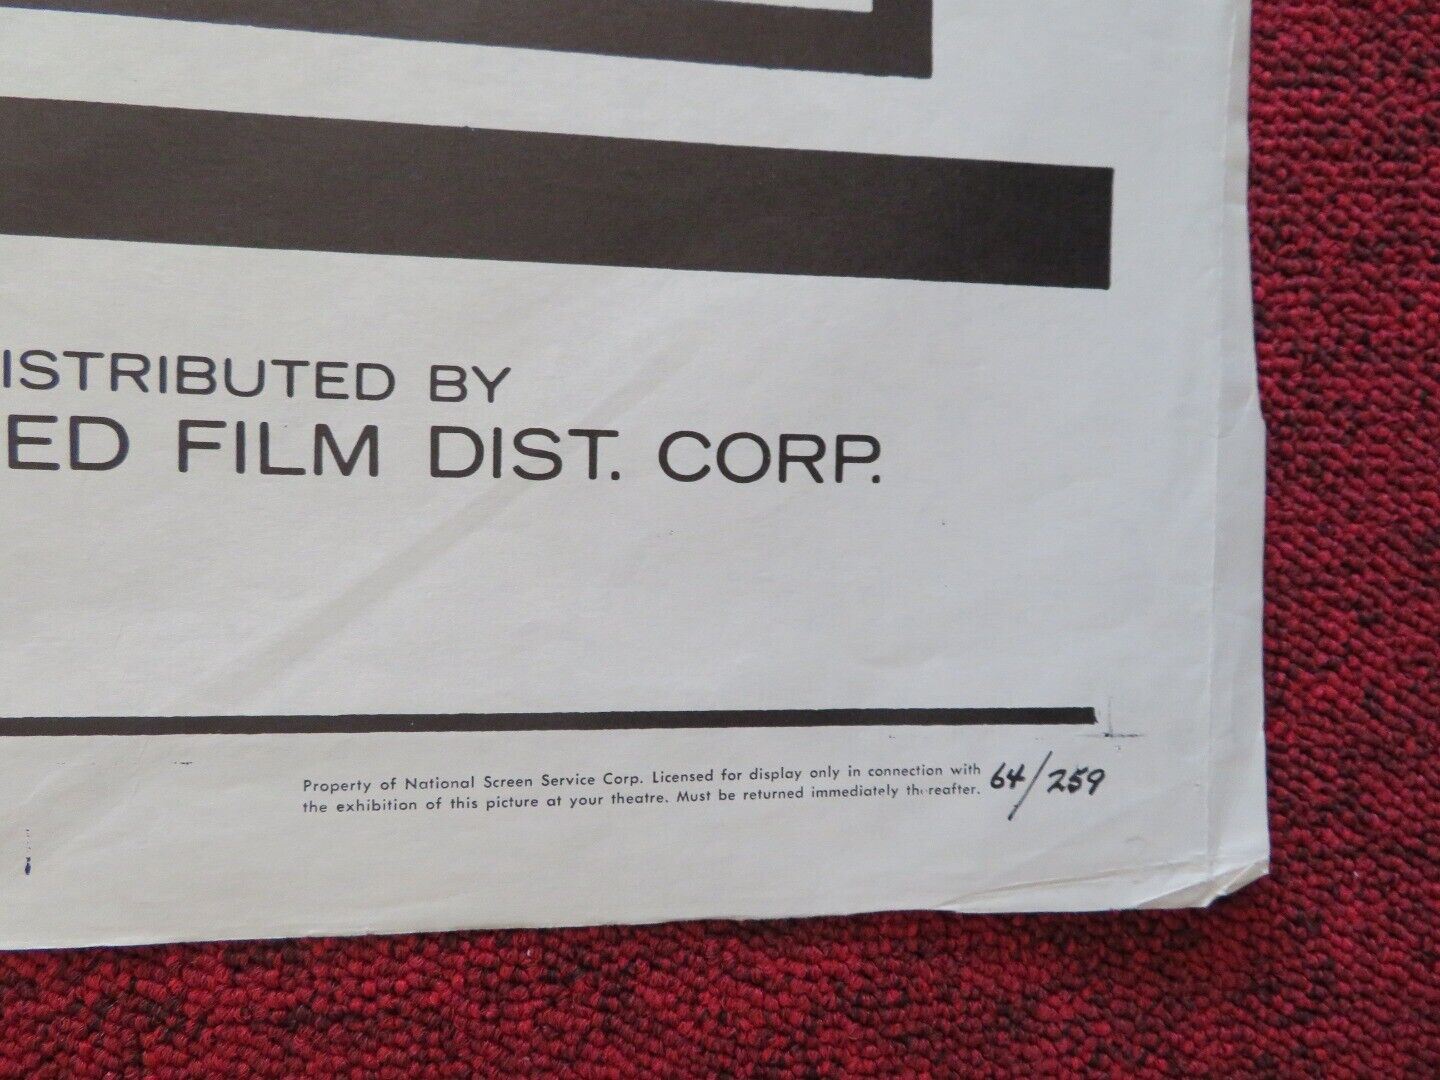 ISTRIBUTED BY
ED FILM DIST. CORP.
Property of National Screen Service Corp. Licensed for display only in connection with
the exhibition of this picture at your theatre. Must be returned immediately thereafter.
64/259